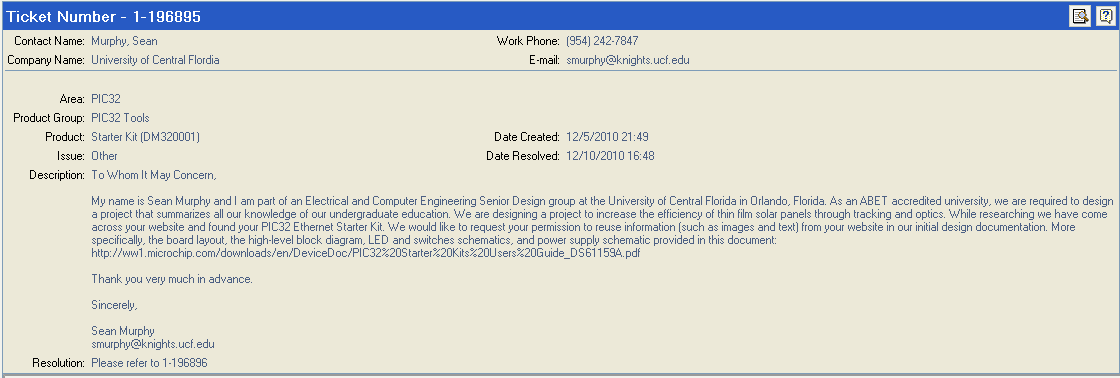 Ticket Number - 1-196895
Contact Name: Murphy, Sean Work Phone: (954) 242-7847
Company Name: University of Central Flordia E-mail: smurphy@knights.ucf.edu
Area: PIC32
Product Group: PIC32 Tools
Product: Starter Kit (DM320001) Date Created: 12/5/2010 21:49
Issue: Other Date Resolved: 12/10/2010 16:48
Description: To Whom It May Concern,
My name is Sean Murphy and I am part of an Electrical and Computer Engineering Senior Design group at the University of Central Florida in Orlando, Florida. As an ABET accredited university, we are required to design
a project that summarizes all our knowledge of our undergraduate education. We are designing a project to increase the efficiency of thin film solar panels through tracking and optics. While researching we have come
across your website and found your PIC32 Ethernet Starter Kit. We would like to request your permission to reuse information (such as images and text) from your website in our initial design documentation. More
specifically, the board layout, the high-level block diagram, LED and switches schematics, and power supply schematic provided in this document:
http://ww1.microchip.com/downloads/en/DeviceDoc/PIC32%20Starter%20Kits%20Users%20Guide_DS61159A.pdf
Thank you very much in advance.
Sincerely,
Sean Murphy
smurphy@knights.ucf.edu
Resolution: Please refer to 1-196896